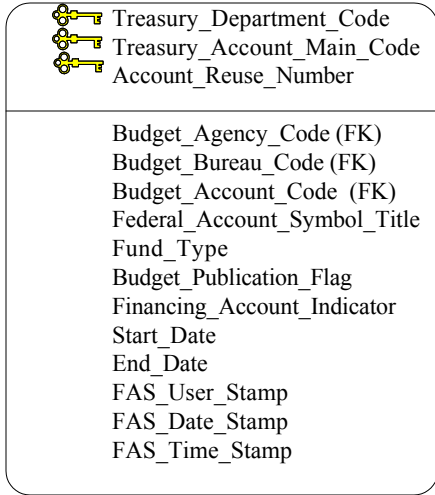 Treasury_Department_Code
Treasury_Account_Main_Code
Account_Reuse_Number
Budget_Agency_Code (FK)
Budget_Bureau_Code (FK)
Budget_Account_Code (FK)
Federal_Account_Symbol_Title
Fund_Type
Budget_Publication_Flag
Financing_Account_Indicator
Start_Date
End_Date
FAS_User_Stamp
FAS_Date_Stamp
FAS_Time_Stamp